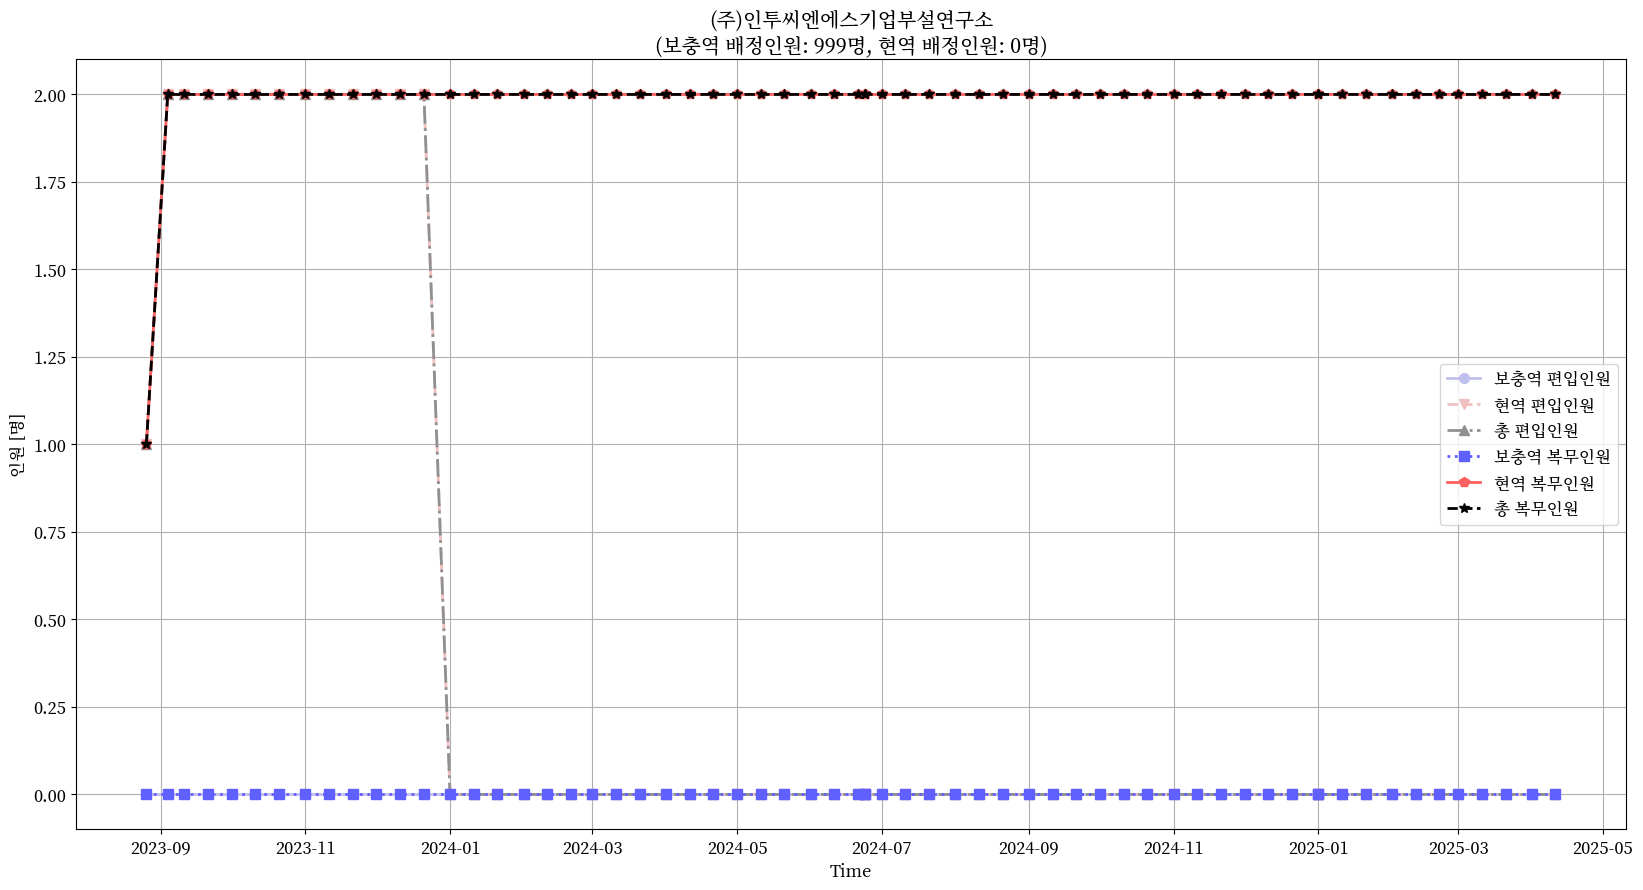 (주)인투씨엔에스기업부설연구소
(보충역 배정인원: 999명, 현역 배정인원: 0명)
인원 [명]
2.00
1.75
1.50
1.25
1.00
0.75
0.50
0.25
0.00
보충역 편입인원
현역 편입인원
총 편입인원
보충역 복무인원
현역 복무인원
총 복무인원
2023-09
2023-11
2024-01
2024-03
2024-05
2024-07
2024-09
2024-11
2025-01
2025-03
2025-05
Time